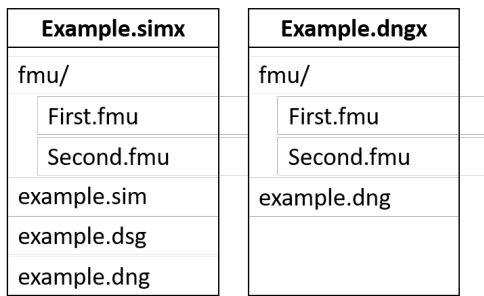 Example.simx
fmu/
First.fmu
Second.fmu
example.sim
example.dsg
example.dng
Example.dngx
fmu/
First.fmu
Second.fmu
example.dng